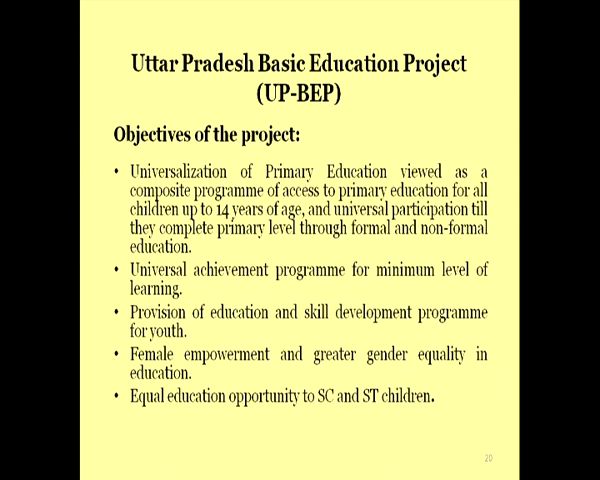 Uttar Pradesh Basic Education Project
(UP-BEP)
Objectives of the project:
• Universalization of Primary Education viewed as a
composite programme of access to primary education for all
children up to 14 years of age, and universal participation till
they complete primary level through formal and non-formal
education.
• Universal achievement programme for minimum level of
learning.
• Provision of education and skill development programme
for youth.
• Female empowerment and greater gender equality in
education.
• Equal education opportunity to SC and ST children.
20